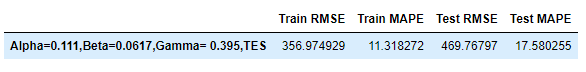 Train RMSE Train MAPE Test RMSE Test MAPE
Alpha=0.111,Beta=0.0617,Gamma= 0.395,TES 356.974929 11.318272 469.76797 17.580255